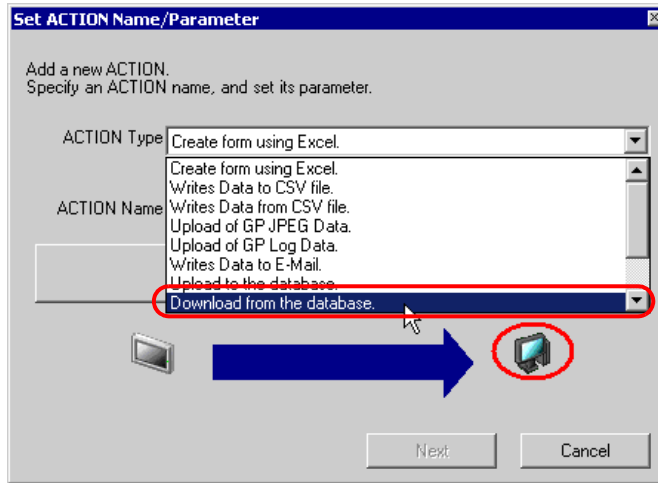 Set ACTION Name/Parameter
Add a new ACTION.
Specify an ACTION name, and set its parameter.
ACTION Type
Create form using Excel.
Create form using Excel.
Writes Data to CSV file.
ACTION Name
Writes Data from CSV file.
Upload of GP JPEG Data.
Upload of GP Log Data.
Writes Data to E-Mail.
Upload to the database.
Download from the database.
Next
Cancel